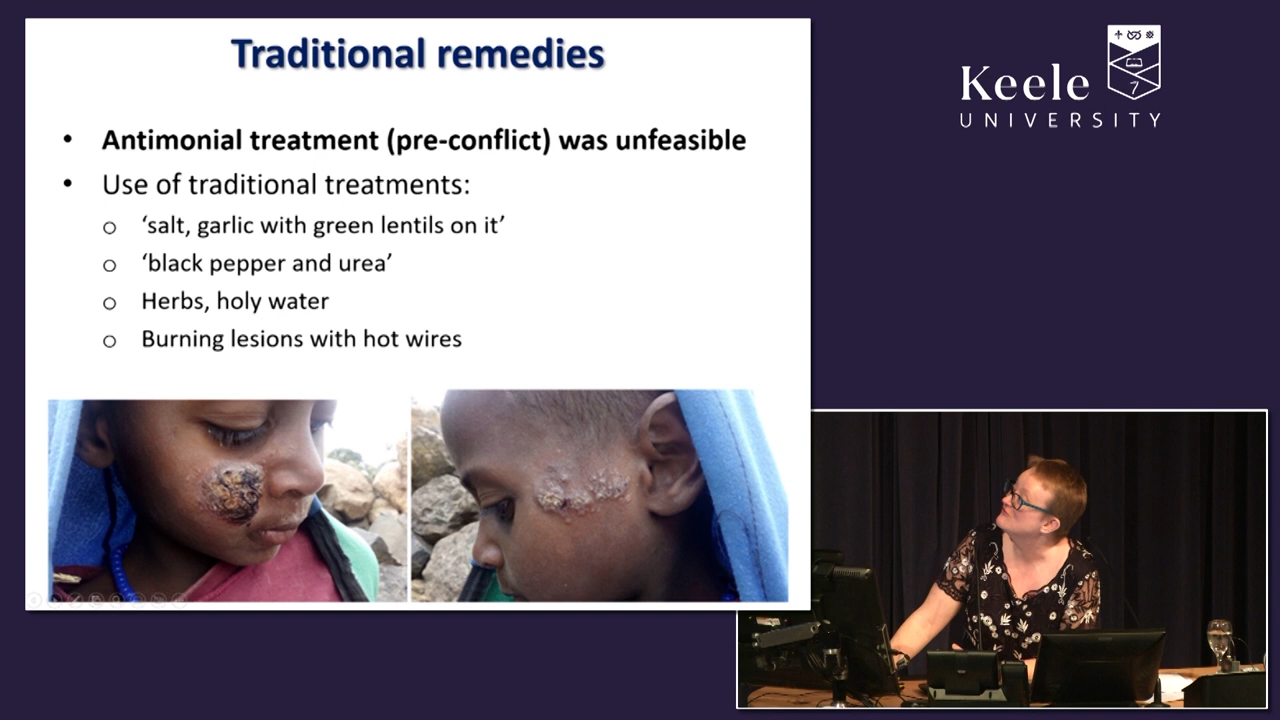 Traditional remedies
• Antimonial treatment (pre-conflict) was unfeasible
• Use of traditional treatments:
o ‘salt, garlic with green lentils on it’
o ‘black pepper and urea’
o Herbs, holy water
o Burning lesions with hot wires
Keele
UNIVERSITY